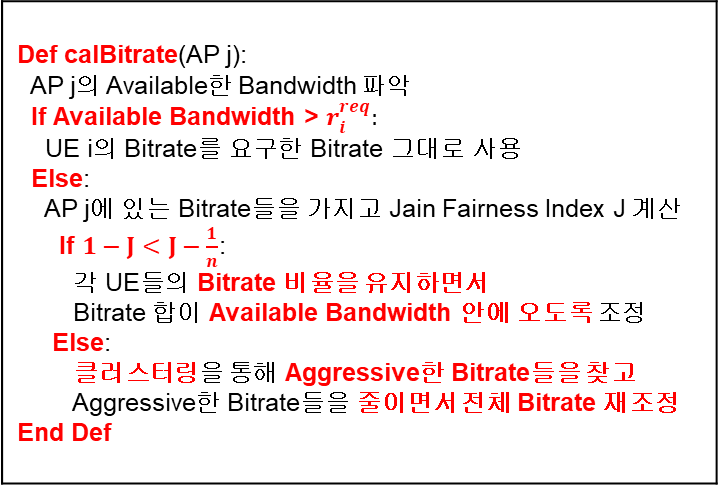 Def calBitrate(AP j):
AP j의 Available한 Bandwidth 파악
If Available Bandwidth > r_i^req:
UE i의 Bitrate를 요구한 Bitrate 그대로 사용
Else:
AP j에 있는 Bitrate들을 가지고 Jain Fairness Index J 계산
If 1 − J < J − 1/n:
각 UE들의 Bitrate 비율을 유지하면서
Bitrate 합이 Available Bandwidth 안에 오도록 조정
Else:
클러스터링을 통해 Aggressive한 Bitrate들을 찾고
Aggressive한 Bitrate들을 줄이면서 전체 Bitrate 재조정
End Def